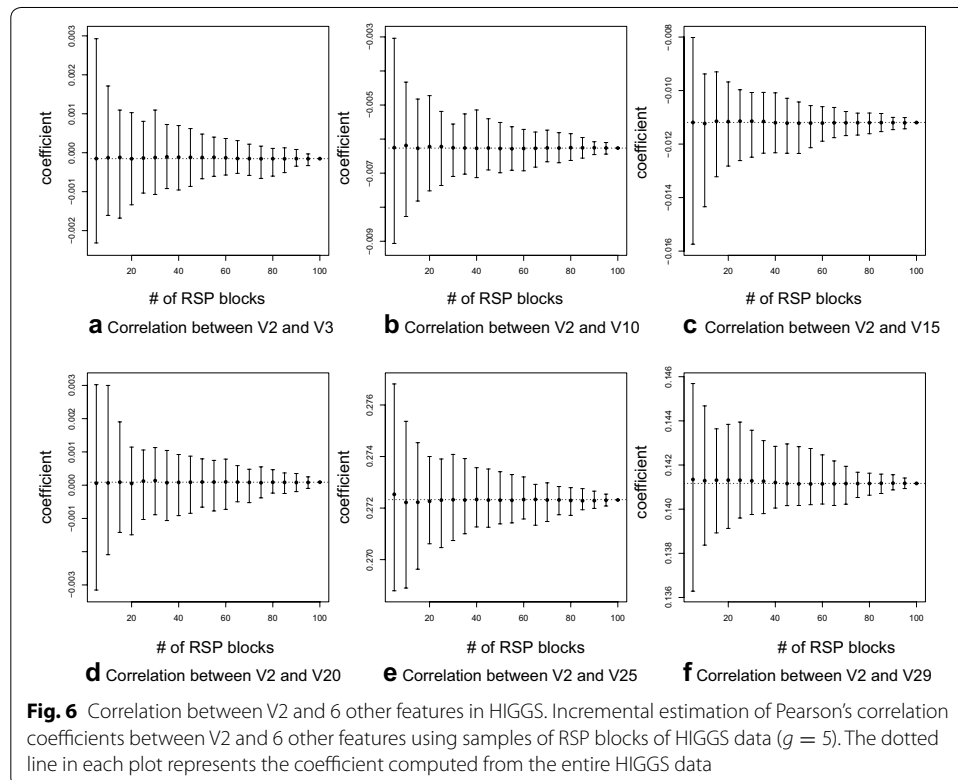 coefficient
0.003
0.003
0.001
−0.000
−0.001
−0.002
20
40
60
80
100
# of RSP blocks
a Correlation between V2 and V3
coefficient
−0.003
−0.005
−0.007
−0.009
20
40
60
80
100
# of RSP blocks
b Correlation between V2 and V10
coefficient
−0.008
−0.010
−0.012
−0.014
−0.016
20
40
60
80
100
# of RSP blocks
c Correlation between V2 and V15
coefficient
0.003
0.001
0.000
−0.001
−0.003
20
40
60
80
100
# of RSP blocks
d Correlation between V2 and V20
coefficient
0.276
0.274
0.272
0.270
20
40
60
80
100
# of RSP blocks
e Correlation between V2 and V25
coefficient
0.146
0.144
0.142
0.140
0.138
0.136
20
40
60
80
100
# of RSP blocks
f Correlation between V2 and V29
Fig. 6 Correlation between V2 and 6 other features in HIGGS. Incremental estimation of Pearson's correlation
coefficients between V2 and 6 other features using samples of RSP blocks of HIGGS data (g = 5). The dotted
line in each plot represents the coefficient computed from the entire HIGGS data